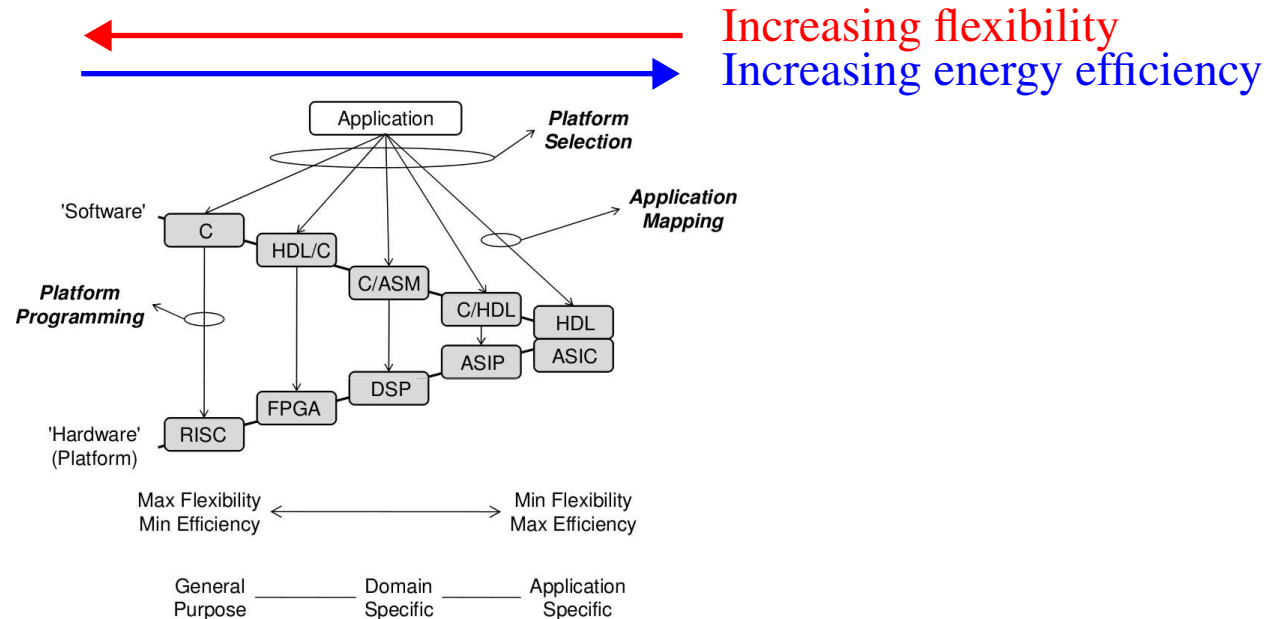 Increasing flexibility
Increasing energy efficiency
Application
Platform
Selection
'Software'
Application
Mapping
C
HDL/C
C/ASM
C/HDL
HDL
Platform
Programming
ASIC
ASIP
DSP
FPGA
RISC
'Hardware'
(Platform)
Max Flexibility
Min Efficiency
Min Flexibility
Max Efficiency
General
Purpose
Domain
Specific
Application
Specific